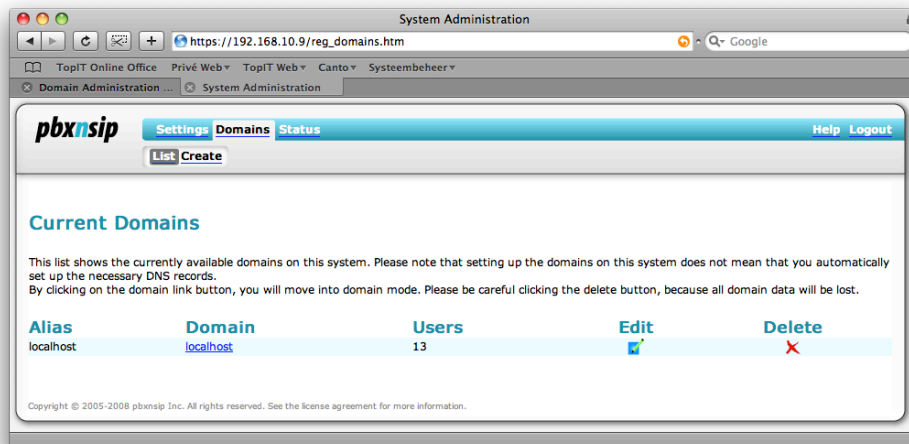 System Administration
https://192.168.10.9/reg_domains.htm
Google
TopIT Online Office Privé Web TopIT Web Canto Systeembeheer
Domain Administration ... System Administration
pbxnsip
Settings Domains Status Help Logout
List Create
Current Domains
This list shows the currently available domains on this system. Please note that setting up the domains on this system does not mean that you automatically
set up the necessary DNS records.
By clicking on the domain link button, you will move into domain mode. Please be careful clicking the delete button, because all domain data will be lost.
Alias Domain Users Edit Delete
localhost localhost 13
Copyright © 2005-2008 pbxnsip Inc. All rights reserved. See the license agreement for more information.